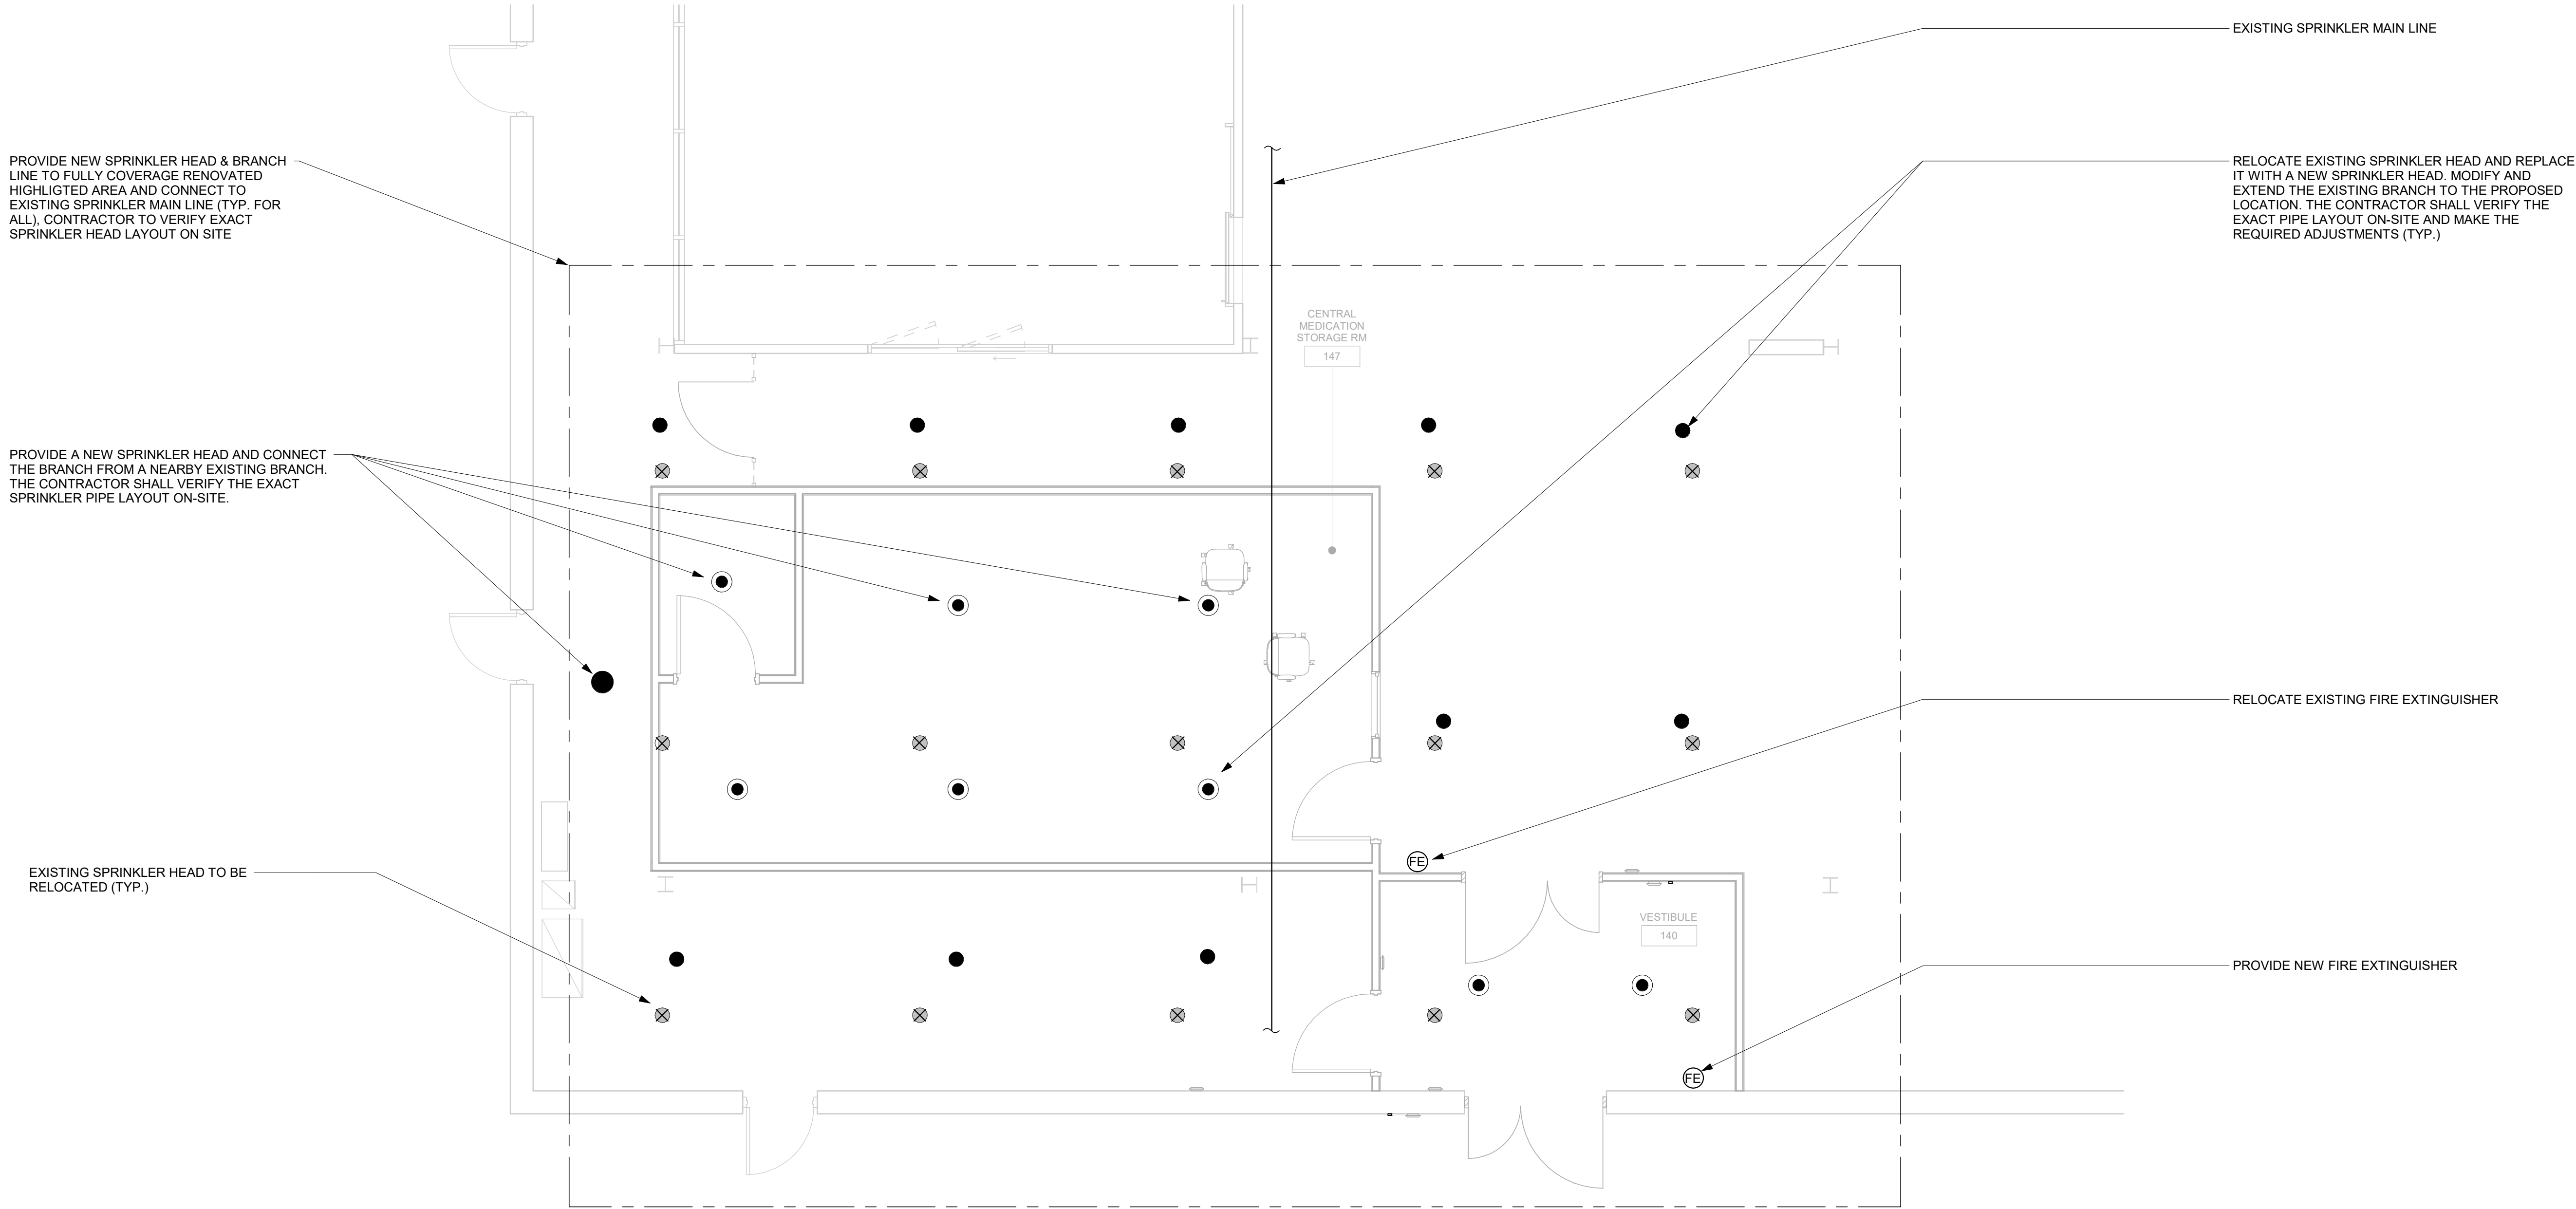 EXISTING SPRINKLER MAIN LINE
PROVIDE NEW SPRINKLER HEAD & BRANCH
LINE TO FULLY COVERAGE RENOVATED
HIGHLIGTED AREA AND CONNECT TO
EXISTING SPRINKLER MAIN LINE (TYP. FOR
ALL), CONTRACTOR TO VERIFY EXACT
SPRINKLER HEAD LAYOUT ON SITE
RELOCATE EXISTING SPRINKLER HEAD AND REPLACE
IT WITH A NEW SPRINKLER HEAD. MODIFY AND
EXTEND THE EXISTING BRANCH TO THE PROPOSED
LOCATION. THE CONTRACTOR SHALL VERIFY THE
EXACT PIPE LAYOUT ON-SITE AND MAKE THE
REQUIRED ADJUSTMENTS (TYP.)
CENTRAL
MEDICATION
STORAGE RM
147
PROVIDE A NEW SPRINKLER HEAD AND CONNECT
THE BRANCH FROM A NEARBY EXISTING BRANCH.
THE CONTRACTOR SHALL VERIFY THE EXACT
SPRINKLER PIPE LAYOUT ON-SITE.
RELOCATE EXISTING FIRE EXTINGUISHER
FE
EXISTING SPRINKLER HEAD TO BE
RELOCATED (TYP.)
VESTIBULE
140
PROVIDE NEW FIRE EXTINGUISHER
FE